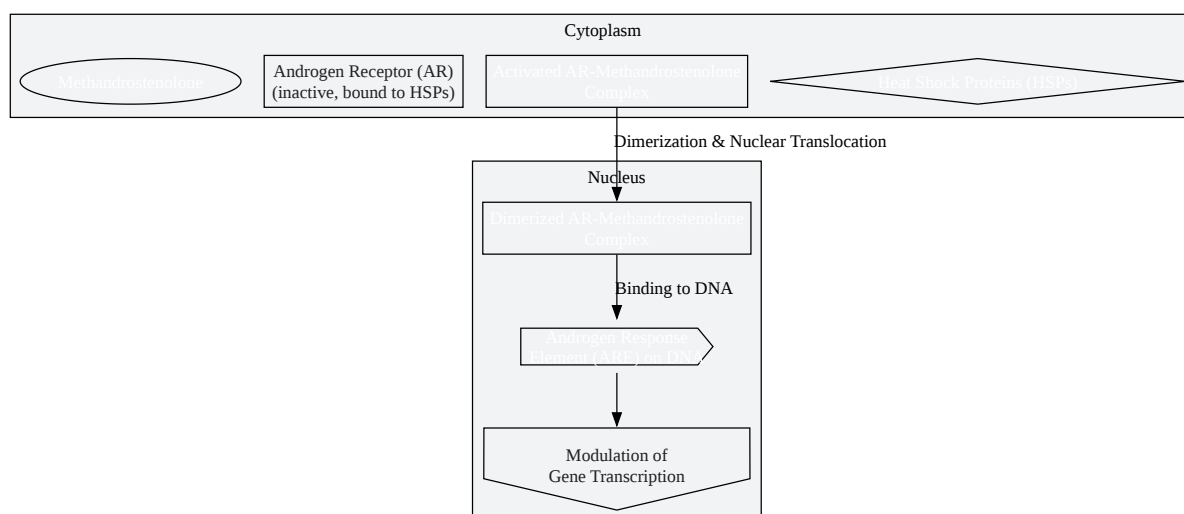 Cytoplasm
Methandrostenolone
Androgen Receptor (AR)
(inactive, bound to HSPs)
Activated AR-Methandrostenolone
Complex
Heat Shock Proteins (HSPs)
Dimerization & Nuclear Translocation
Nucleus
Dimerized AR-Methandrostenolone
Complex
Binding to DNA
Androgen Response
Element (ARE) on DNA
Modulation of
Gene Transcription